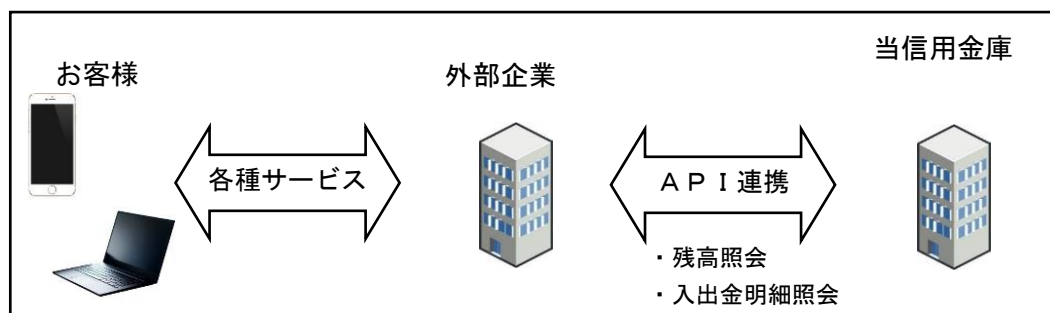 お客様
外部企業
当信用金庫
各種サービス
ＡＰＩ連携
・残高照会
・入出金明細照会